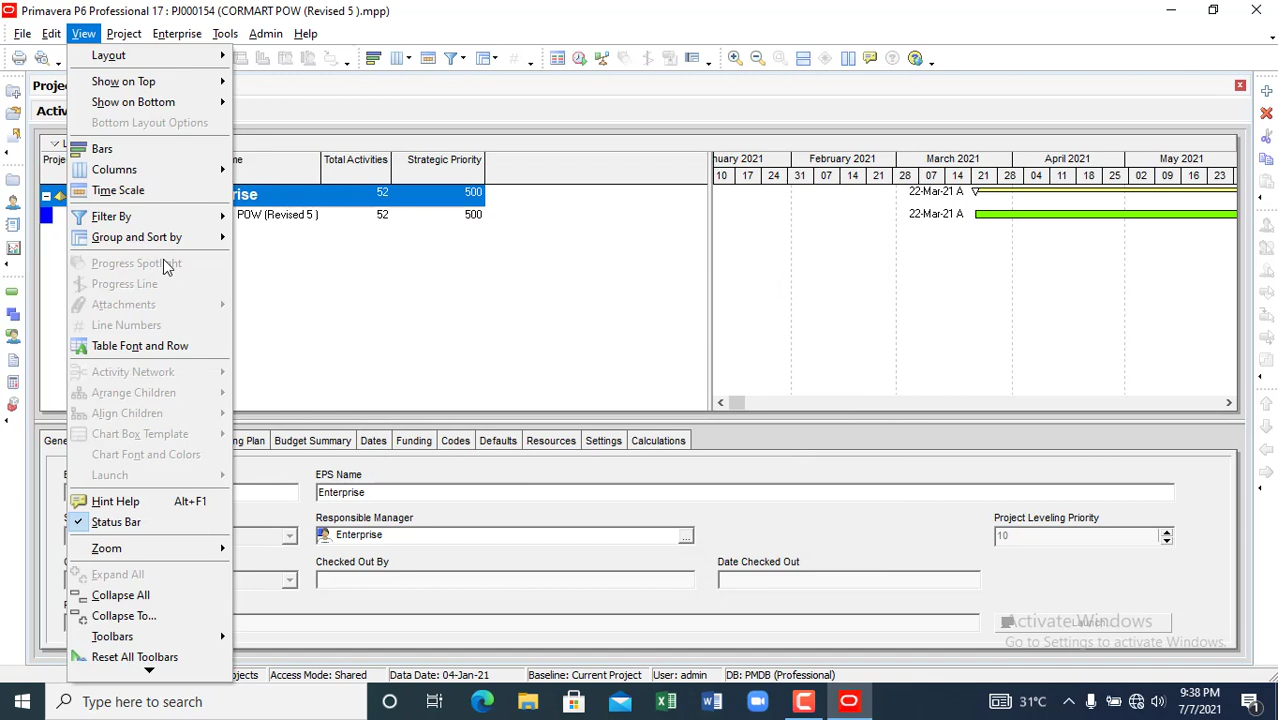 Primavera P6 Professional 17 : PJ000154 (CORMART POW (Revised 5 ).mpp)
File Edit View Project Enterprise Tools Admin Help
Layout
Show on Top
Show on Bottom
Bottom Layout Options
Bars
Columns
Time Scale
Filter By
Group and Sort by
Progress Spotlight
Progress Line
Attachments
Line Numbers
Table Font and Row
Activity Network
Arrange Children
Align Children
Chart Box Template
Chart Font and Colors
Launch
Hint Help Alt+F1
Status Bar
Zoom
Expand All
Collapse All
Collapse To...
Toolbars
Reset All Toolbars
Total Activities Strategic Priority
52 500
POW (Revised 5 ) 52 500
February 2021 March 2021 April 2021 May 2021
10 17 24 31 07 14 21 28 07 14 21 28 04 11 18 25 02 09 16 23
22-Mar-21 A
22-Mar-21 A
Budget Summary Dates Funding Codes Defaults Resources Settings Calculations
EPS Name
Enterprise
Responsible Manager
Enterprise
...
Project Leveling Priority
10
Checked Out By Date Checked Out
Launch...
Activate Windows
Go to Settings to activate Windows.
Access Mode: Shared Data Date: 04-Jan-21 Baseline: Current Project User: admin DB: PMDB (Professional)
Type here to search
31°C
9:38 PM
7/7/2021
1